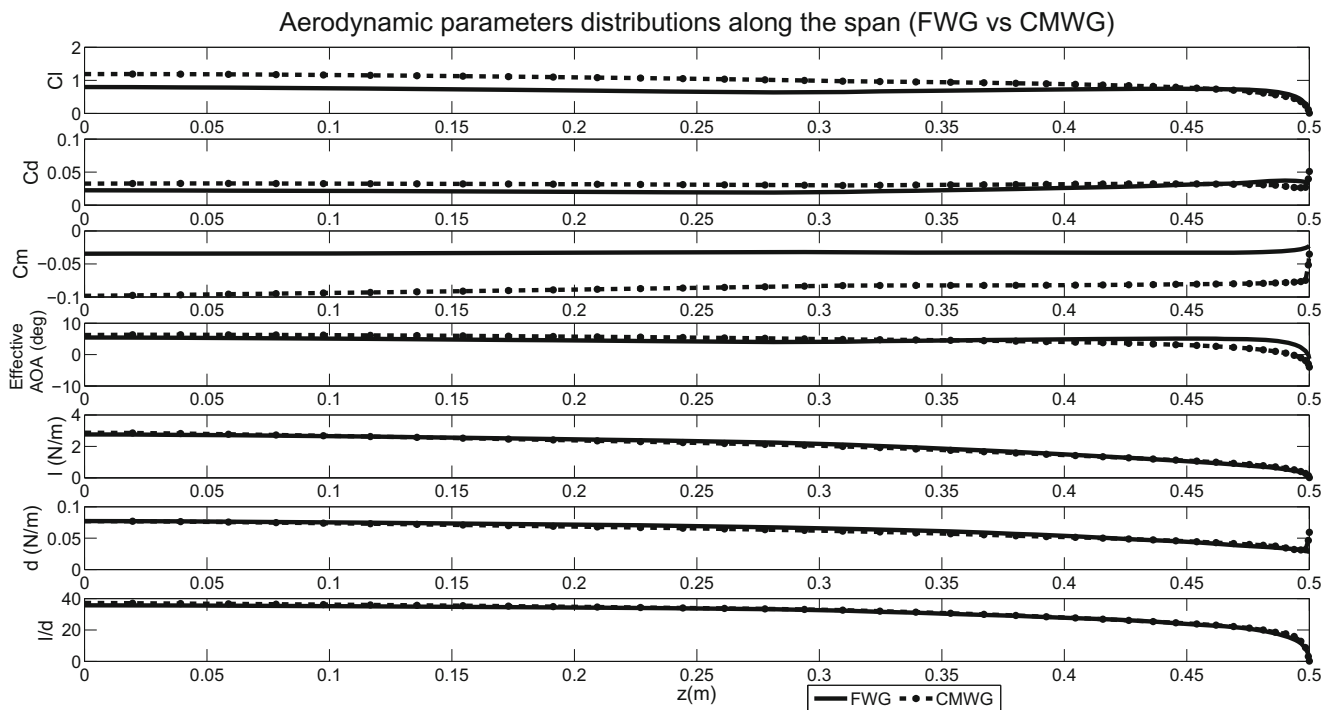 Aerodynamic parameters distributions along the span (FWG vs CMWG)
2
1
0
Cl
0 0.05 0.1 0.15 0.2 0.25 0.3 0.35 0.4 0.45 0.5
0.1
0.05
0
Cd
0 0.05 0.1 0.15 0.2 0.25 0.3 0.35 0.4 0.45 0.5
0
−0.05
−0.1
Cm
0 0.05 0.1 0.15 0.2 0.25 0.3 0.35 0.4 0.45 0.5
10
0
−10
Effective
AOA (deg)
0 0.05 0.1 0.15 0.2 0.25 0.3 0.35 0.4 0.45 0.5
4
2
0
l (N/m)
0 0.05 0.1 0.15 0.2 0.25 0.3 0.35 0.4 0.45 0.5
0.1
0.05
0
d (N/m)
0 0.05 0.1 0.15 0.2 0.25 0.3 0.35 0.4 0.45 0.5
40
20
0
l/d
0 0.05 0.1 0.15 0.2 0.25 0.3 0.35 0.4 0.45 0.5
z(m)
FWG CMWG